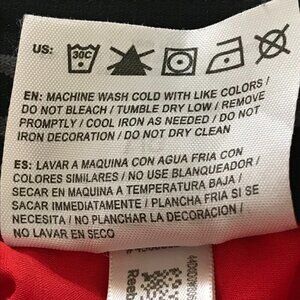 US:
30C
EN: MACHINE WASH COLD WITH LIKE COLORS /
DO NOT BLEACH / TUMBLE DRY LOW / REMOVE
PROMPTLY / COOL IRON AS NEEDED / DO NOT
IRON DECORATION / DO NOT DRY CLEAN
ES: LAVAR A MAQUINA CON AGUA FRIA CON
COLORES SIMILARES / NO USE BLANQUEADOR /
SECAR EN MAQUINA A TEMPERATURA BAJA /
SACAR IMMEDIATAMENTE / PLANCHA FRIA SI SE
NECESITA / NO PLANCHAR LA DECORACION /
NO LAVAR EN SECO
Reebo